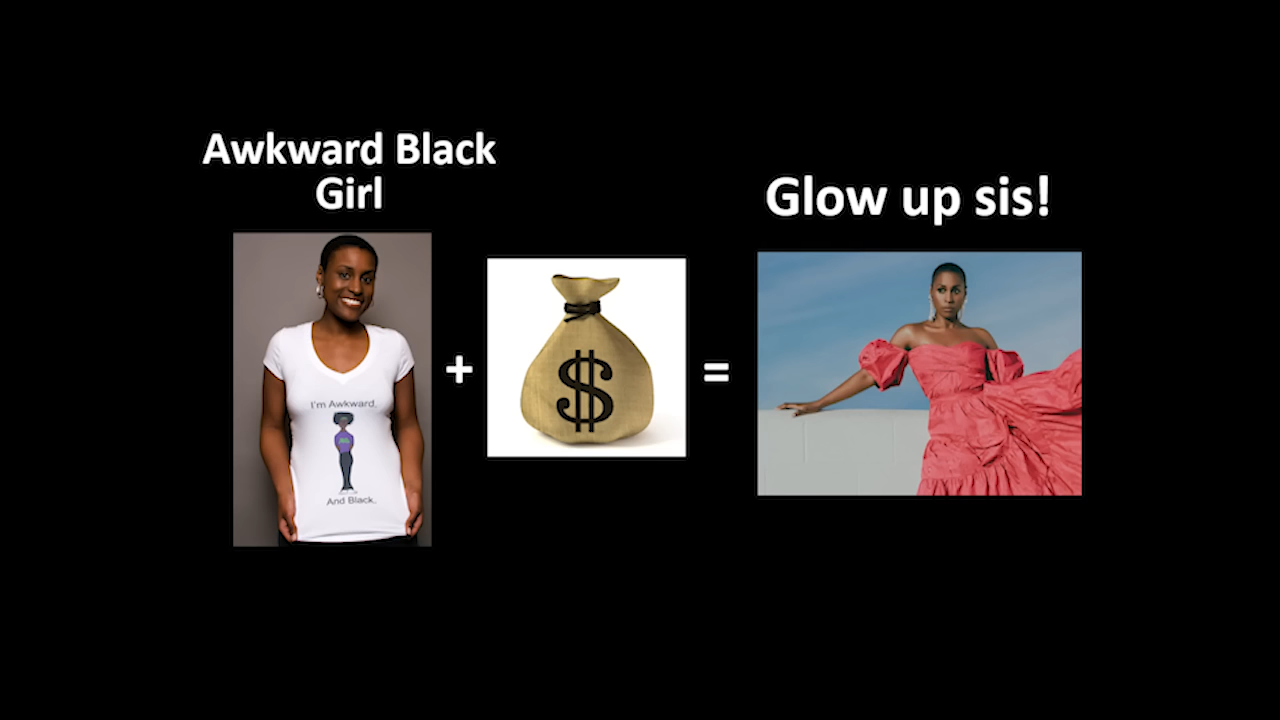 Awkward Black
Girl
Glow up sis!
I'm Awkward.
And Black.
+
$
=